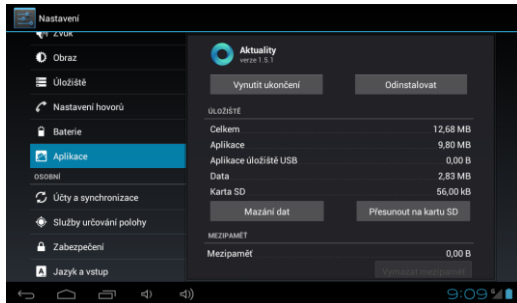 Nastavení
Zvuk
Obraz
Úložiště
Nastavení hovorů
Baterie
Aplikace
OSOBNÍ
Účty a synchronizace
Služby určování polohy
Zabezpečení
Jazyk a vstup
Aktuality
verze 1.5.1
Vynutit ukončení
Odinstalovat
ÚLOŽIŠTĚ
Celkem 12,68 MB
Aplikace 9,80 MB
Aplikace úložiště USB 0,00 B
Data 2,83 MB
Karta SD 56,00 kB
Mazání dat
Přesunout na kartu SD
MEZIPAMĚŤ
Mezipaměť 0,00 B
Vymazat mezipaměť
9:09